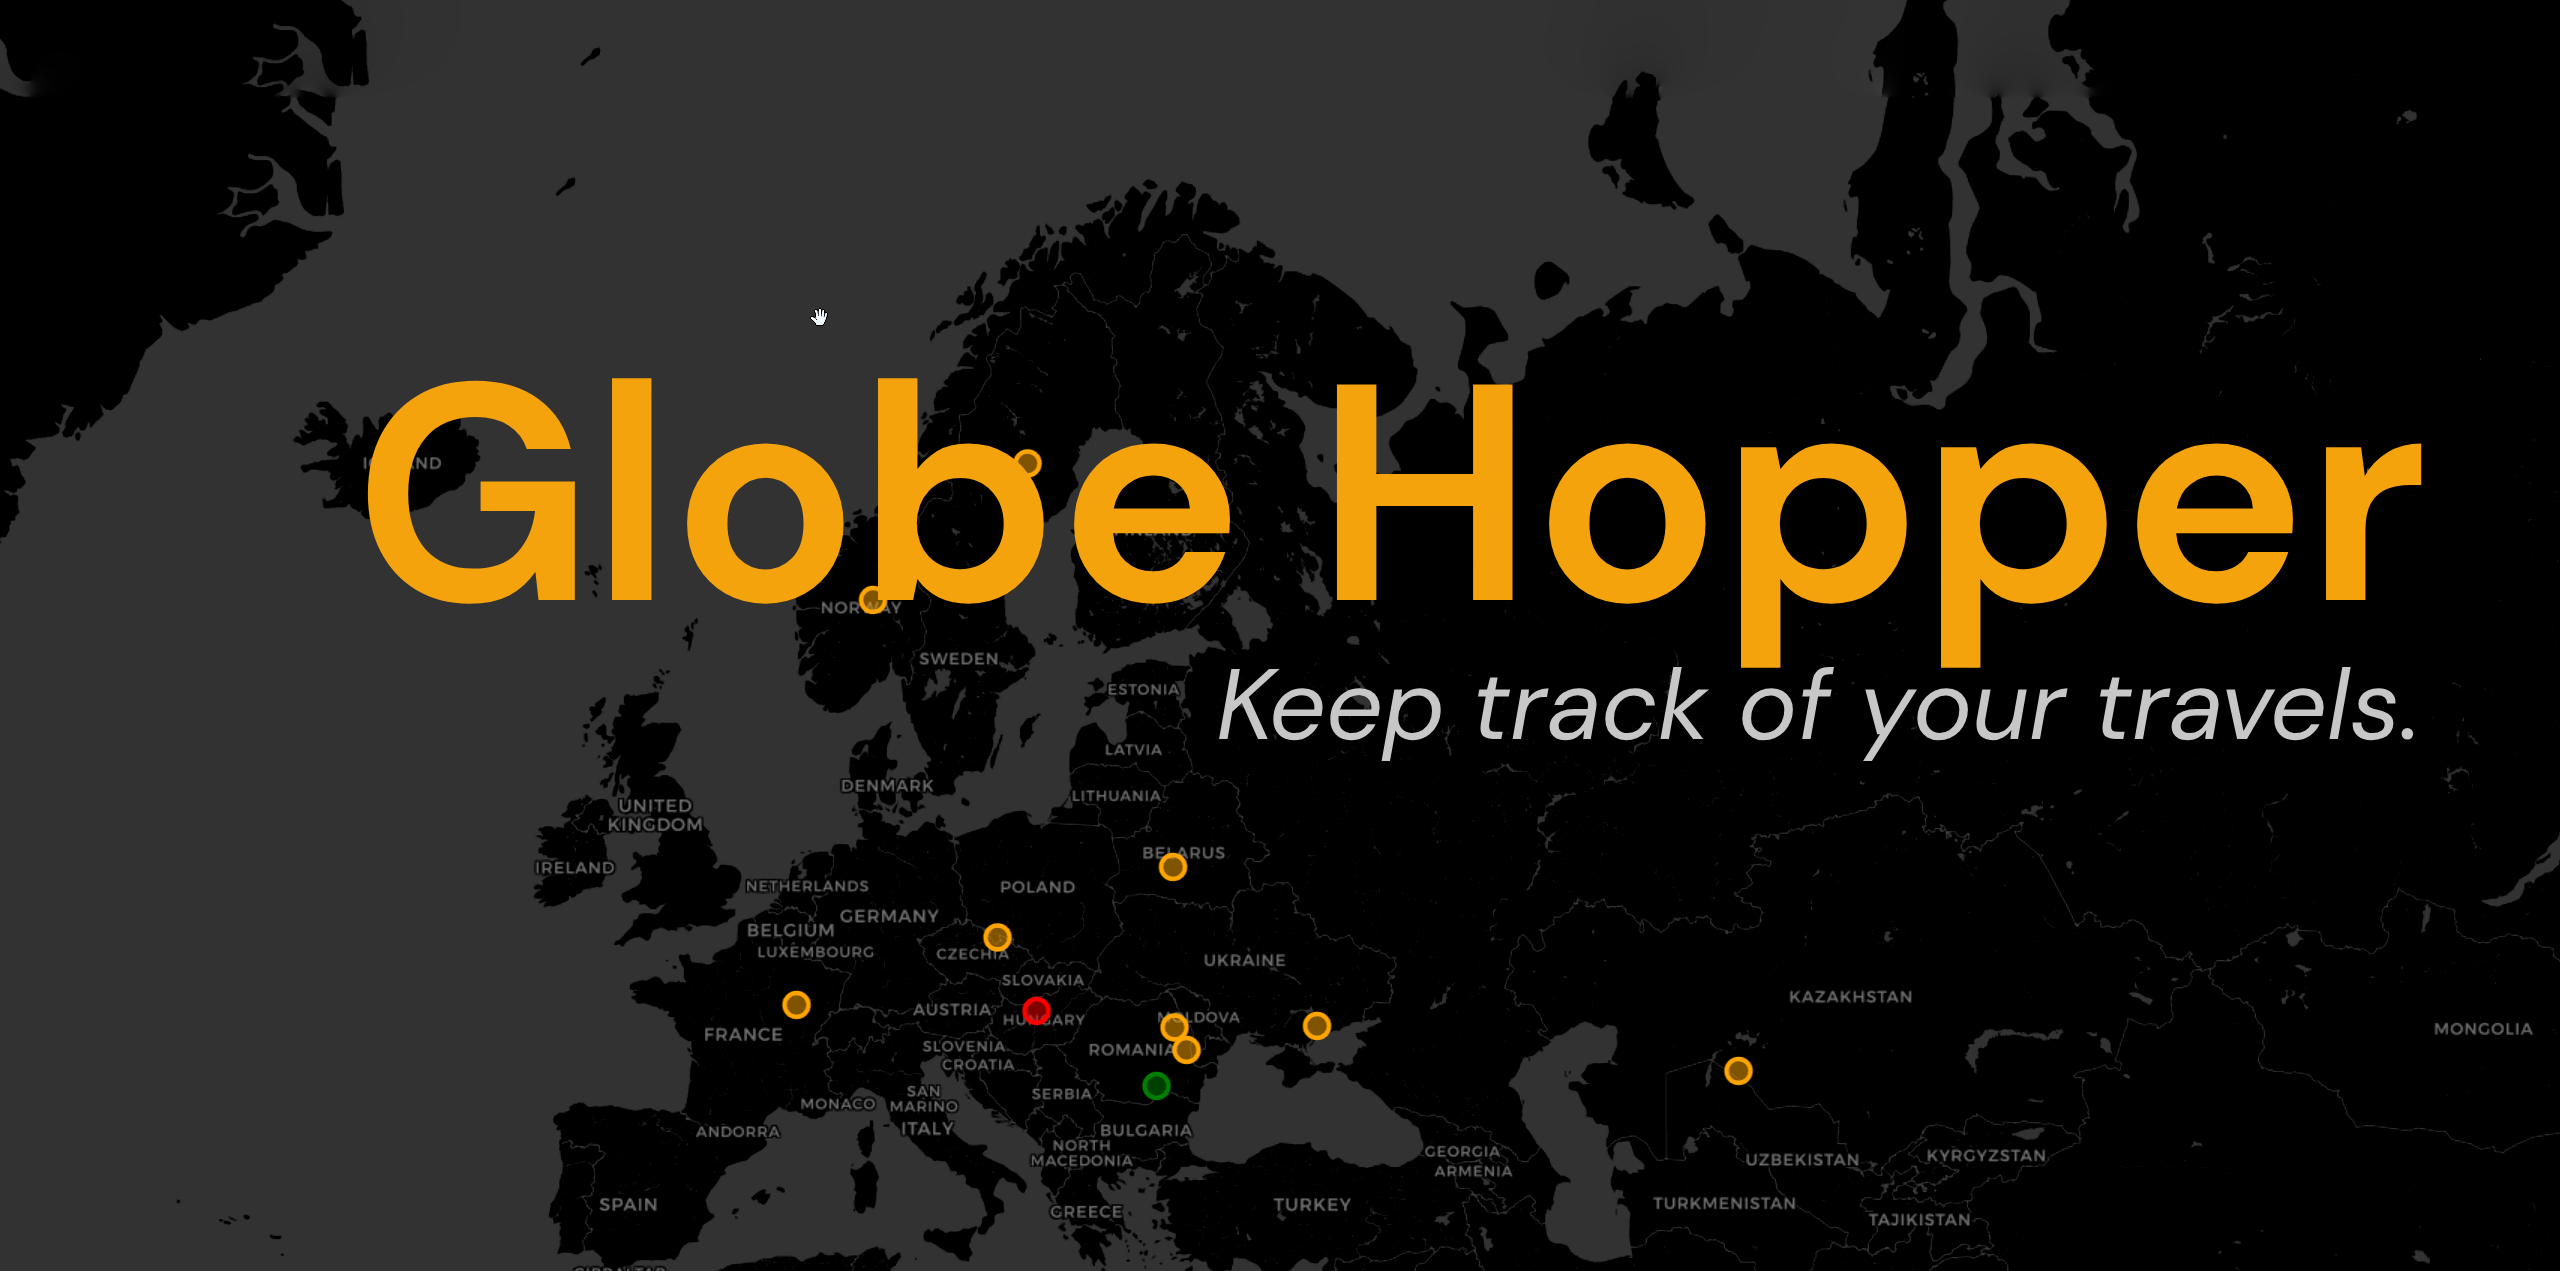 Globe Hopper
Keep track of your travels.
NORWAY
SWEDEN
ESTONIA
LATVIA
DENMARK
LITHUANIA
UNITED
KINGDOM
BELARUS
IRELAND
NETHERLANDS
POLAND
GERMANY
BELGIUM
LUXEMBOURG
CZECHIA
UKRAINE
SLOVAKIA
KAZAKHSTAN
AUSTRIA
HUNGARY
MOLDOVA
FRANCE
MONGOLIA
SLOVENIA
ROMANIA
CROATIA
SAN
MARINO
SERBIA
MONACO
ITALY
ANDORRA
BULGARIA
NORTH
MACEDONIA
GEORGIA
ARMENIA
UZBEKISTAN
KYRGYZSTAN
SPAIN
GREECE
TURKEY
TURKMENISTAN
TAJIKISTAN